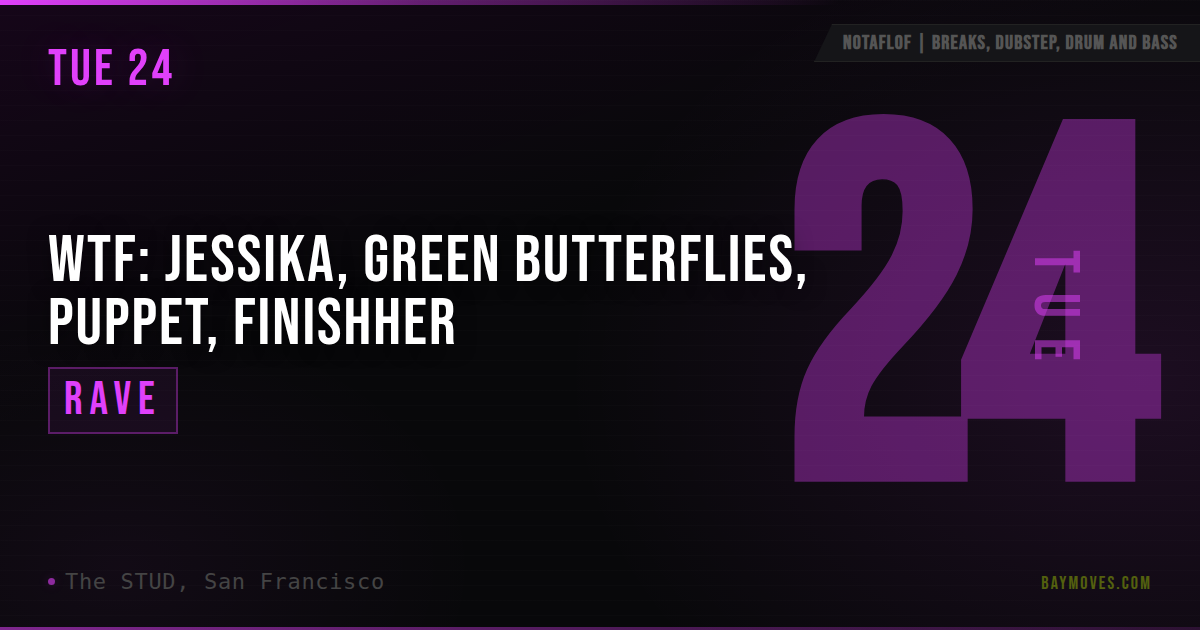 TUE 24
NOTAFLOF | BREAKS, DUBSTEP, DRUM AND BASS
24
TUE
WTF: JESSIKA, GREEN BUTTERFLIES,
PUPPET, FINISHHER
RAVE
• The STUD, San Francisco
BAYMOVES.COM